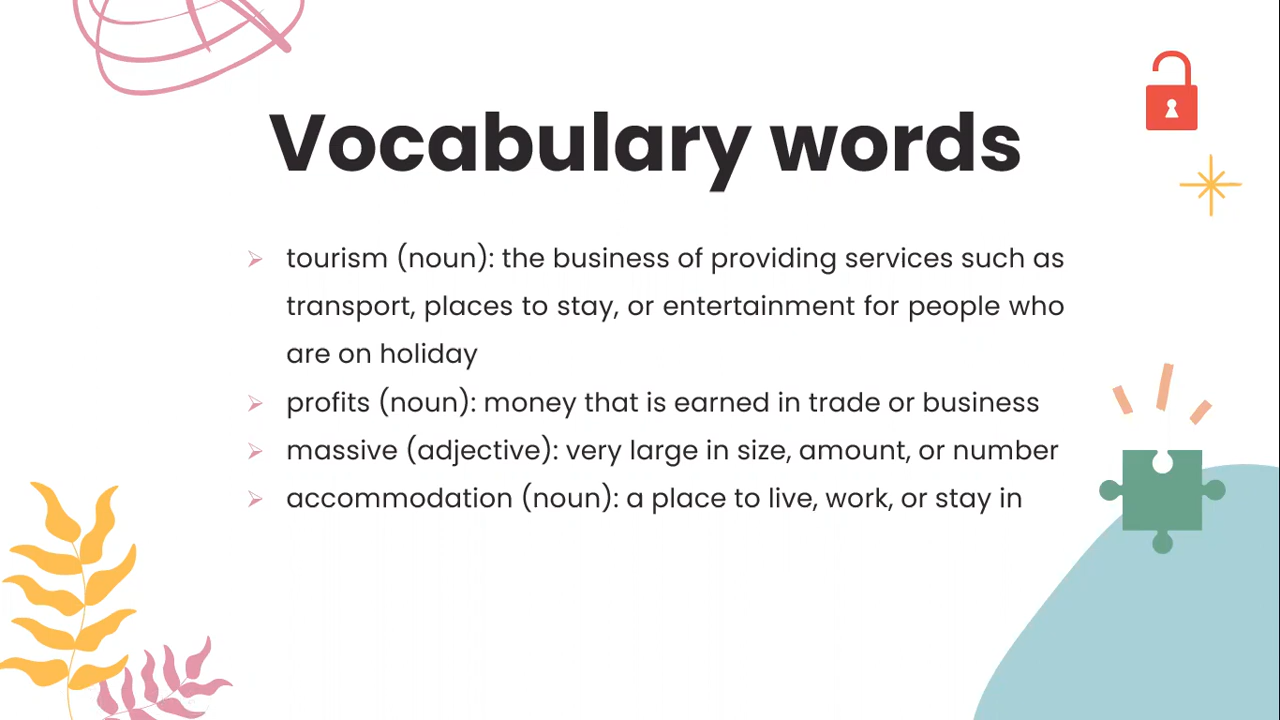 Vocabulary words
tourism (noun): the business of providing services such as
transport, places to stay, or entertainment for people who
are on holiday
profits (noun): money that is earned in trade or business
massive (adjective): very large in size, amount, or number
accommodation (noun): a place to live, work, or stay in